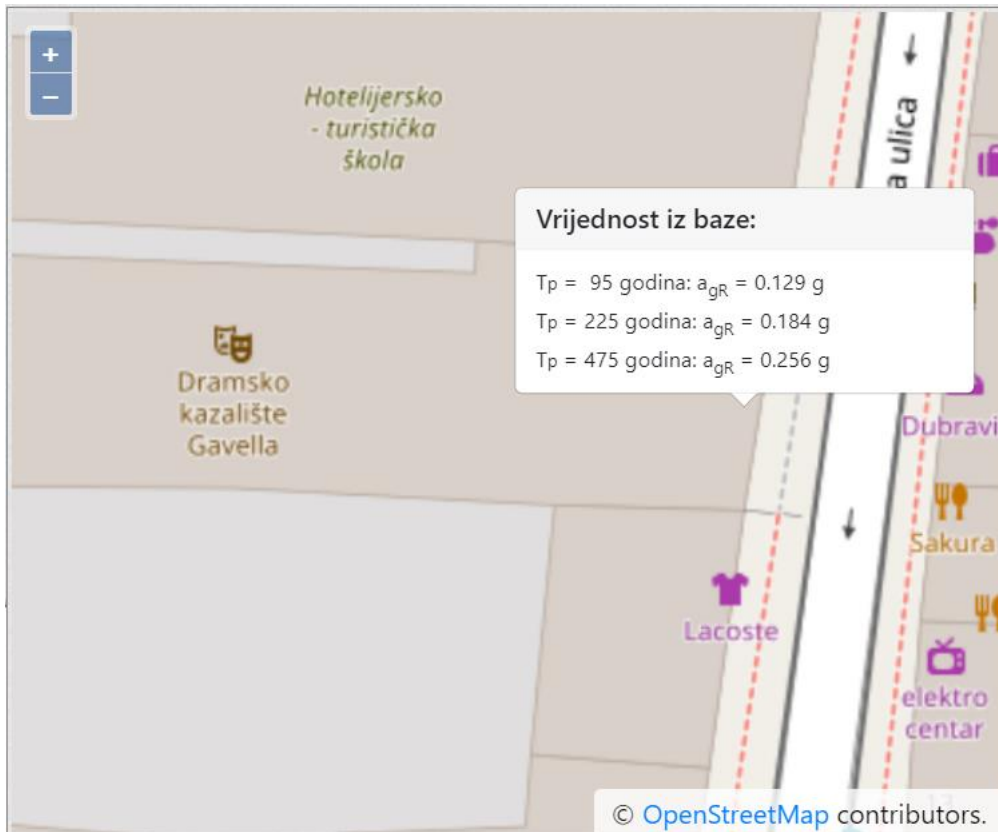 +
−
Hotelijersko
- turistička
škola
a ulica
Vrijednost iz baze:
Tp = 95 godina: agR = 0.129 g
Tp = 225 godina: agR = 0.184 g
Tp = 475 godina: agR = 0.256 g
Dramsko
kazalište
Gavella
Dubravi
Sakura
Lacoste
elektro
centar
© OpenStreetMap contributors.